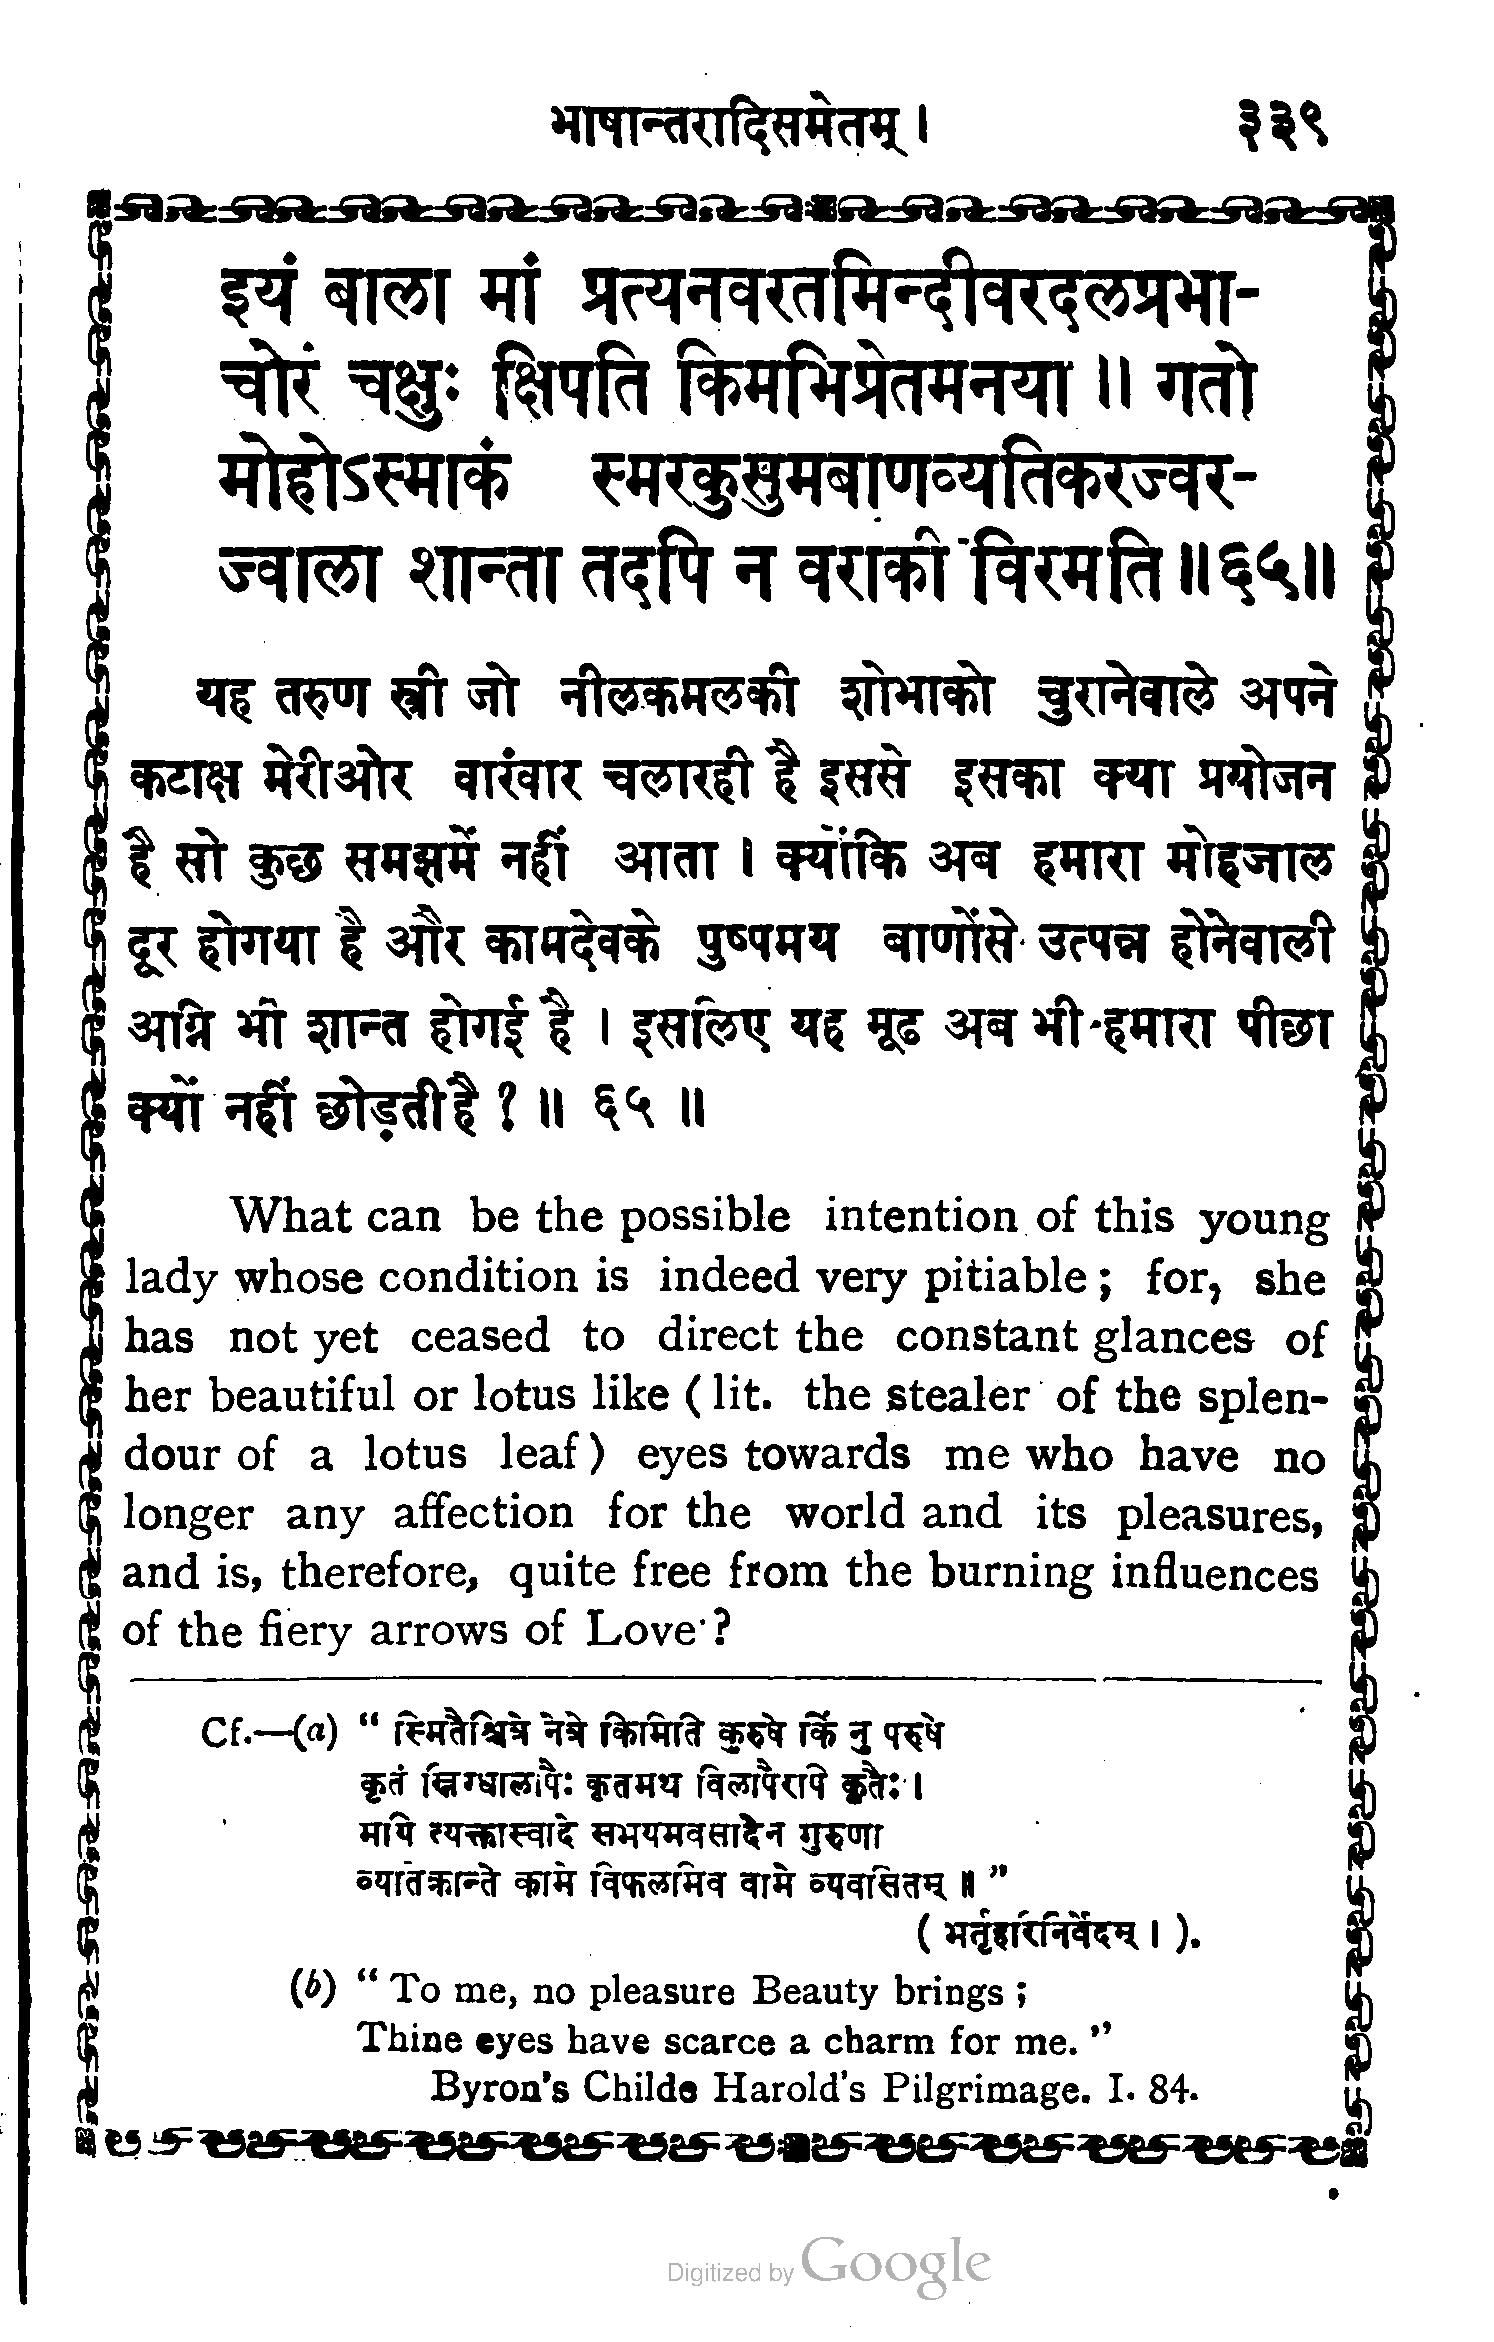 भाषान्तरादिसमेतम् । ३३९
इयं बाला मां प्रत्यनवरतमिन्दीवरदलप्रभा-
चोरं चक्षुः क्षिपति किमभिप्रेतमनया ॥ गतो
मोहोऽस्माकं स्मरकुसुमबाणव्यतिकरज्वर-
ज्वाला शान्ता तदपि न वराकी विरमति ॥६५॥
यह तरुण स्त्री जो नीलकमलकी शोभाको चुरानेवाले अपने
कटाक्ष मेरीओर वारंवार चलारही है इससे इसका क्या प्रयोजन
है सो कुछ समझमें नहीं आता । क्योंकि अब हमारा मोहजाल
दूर होगया है और कामदेवके पुष्पमय बाणोंसे उत्पन्न होनेवाली
अग्नि भी शान्त होगई है । इसलिए यह मूढ अब भी हमारा पीछा
क्यों नहीं छोड़तीहै ? ॥ ६५ ॥
What can be the possible intention of this young
lady whose condition is indeed very pitiable ; for, she
has not yet ceased to direct the constant glances of
her beautiful or lotus like ( lit. the stealer of the splen-
dour of a lotus leaf ) eyes towards me who have no
longer any affection for the world and its pleasures,
and is, therefore, quite free from the burning influences
of the fiery arrows of Love ?
Cf.—(a) “ स्मितैश्चित्रे नेत्रे किमिति कुरुषे किं नु परुषे
कृतं स्निग्धालापैः कृतमथ विलापैरपि कृतैः ।
मयि त्यक्तास्वादे सभयमवसादेन गुरुणा
व्यतिक्रान्ते कामे विफलमिव वामे व्यवसितम् ॥ ”
( भर्तृहरिनिर्वेदम् । ).
(b) “ To me, no pleasure Beauty brings ;
Thine eyes have scarce a charm for me. ”
Byron's Childe Harold's Pilgrimage. I. 84.
Digitized by Google